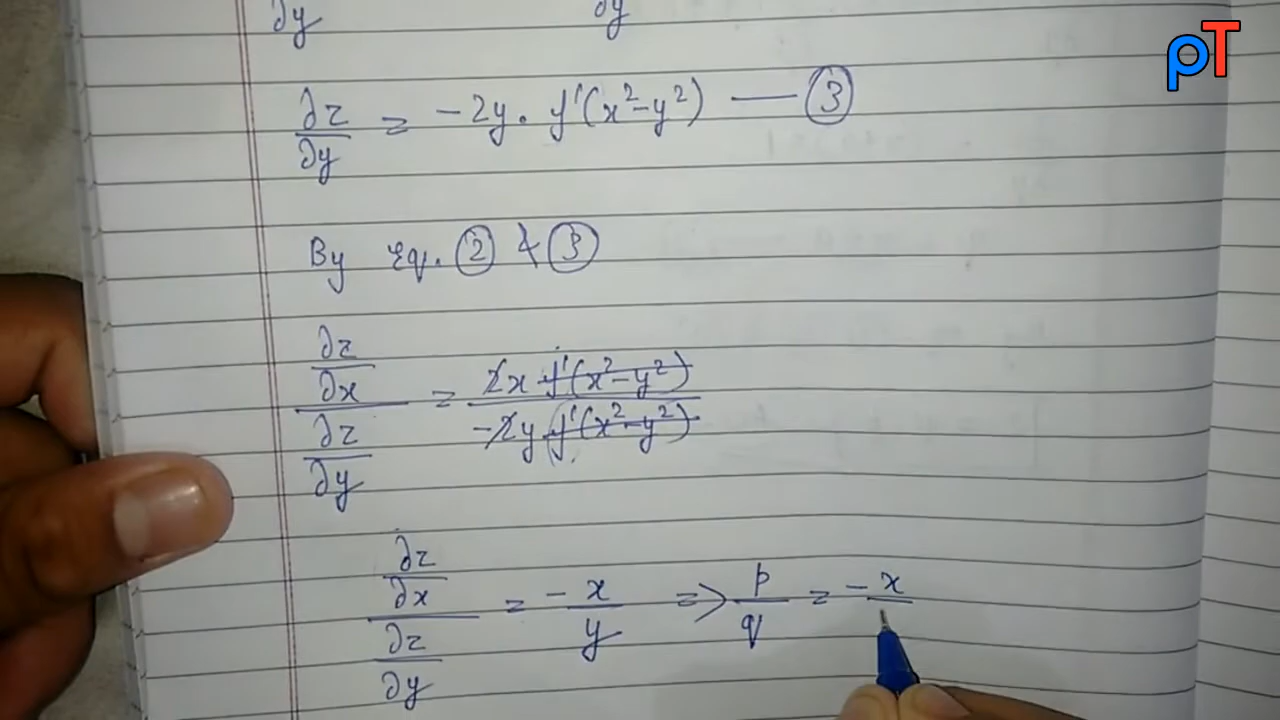 ∂y ∂y
pT
∂z/∂y = -2y. f'(x²-y²) — ③
By Eq. ② & ③
(∂z/∂x)/(∂z/∂y) = 2x f'(x²-y²)/-2y f'(x²-y²)
(∂z/∂x)/(∂z/∂y) = -x/y => p/q = -x